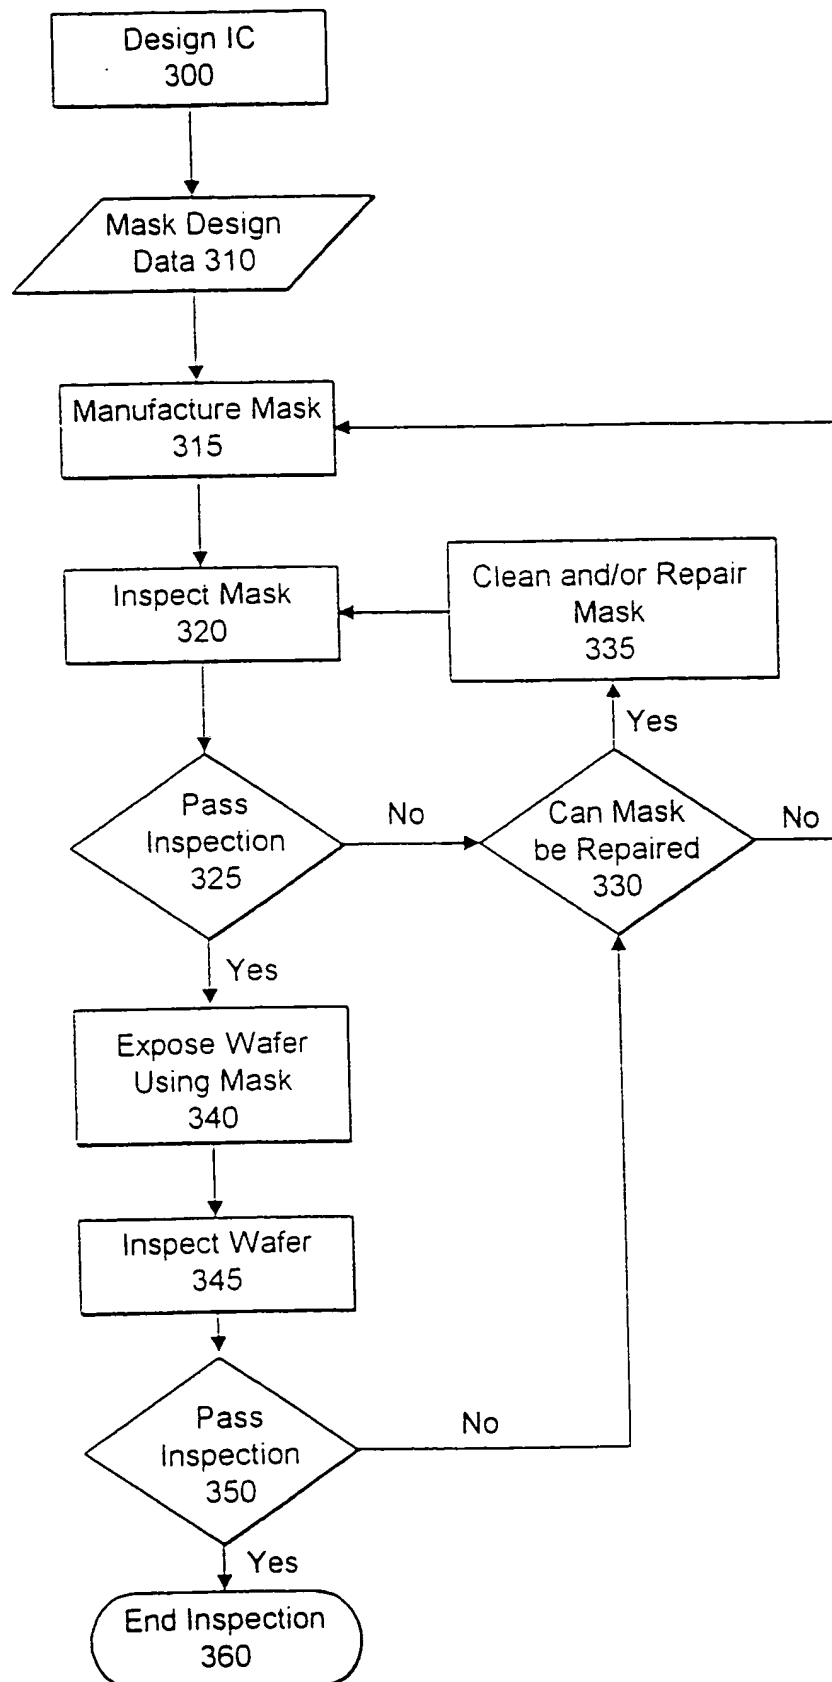 Design IC
300
Mask Design
Data 310
Manufacture Mask
315
Inspect Mask
320
Clean and/or Repair
Mask
335
Yes
Pass
Inspection
325
No
Can Mask
be Repaired
330
No
Yes
Expose Wafer
Using Mask
340
Inspect Wafer
345
Pass
Inspection
350
No
Yes
End Inspection
360